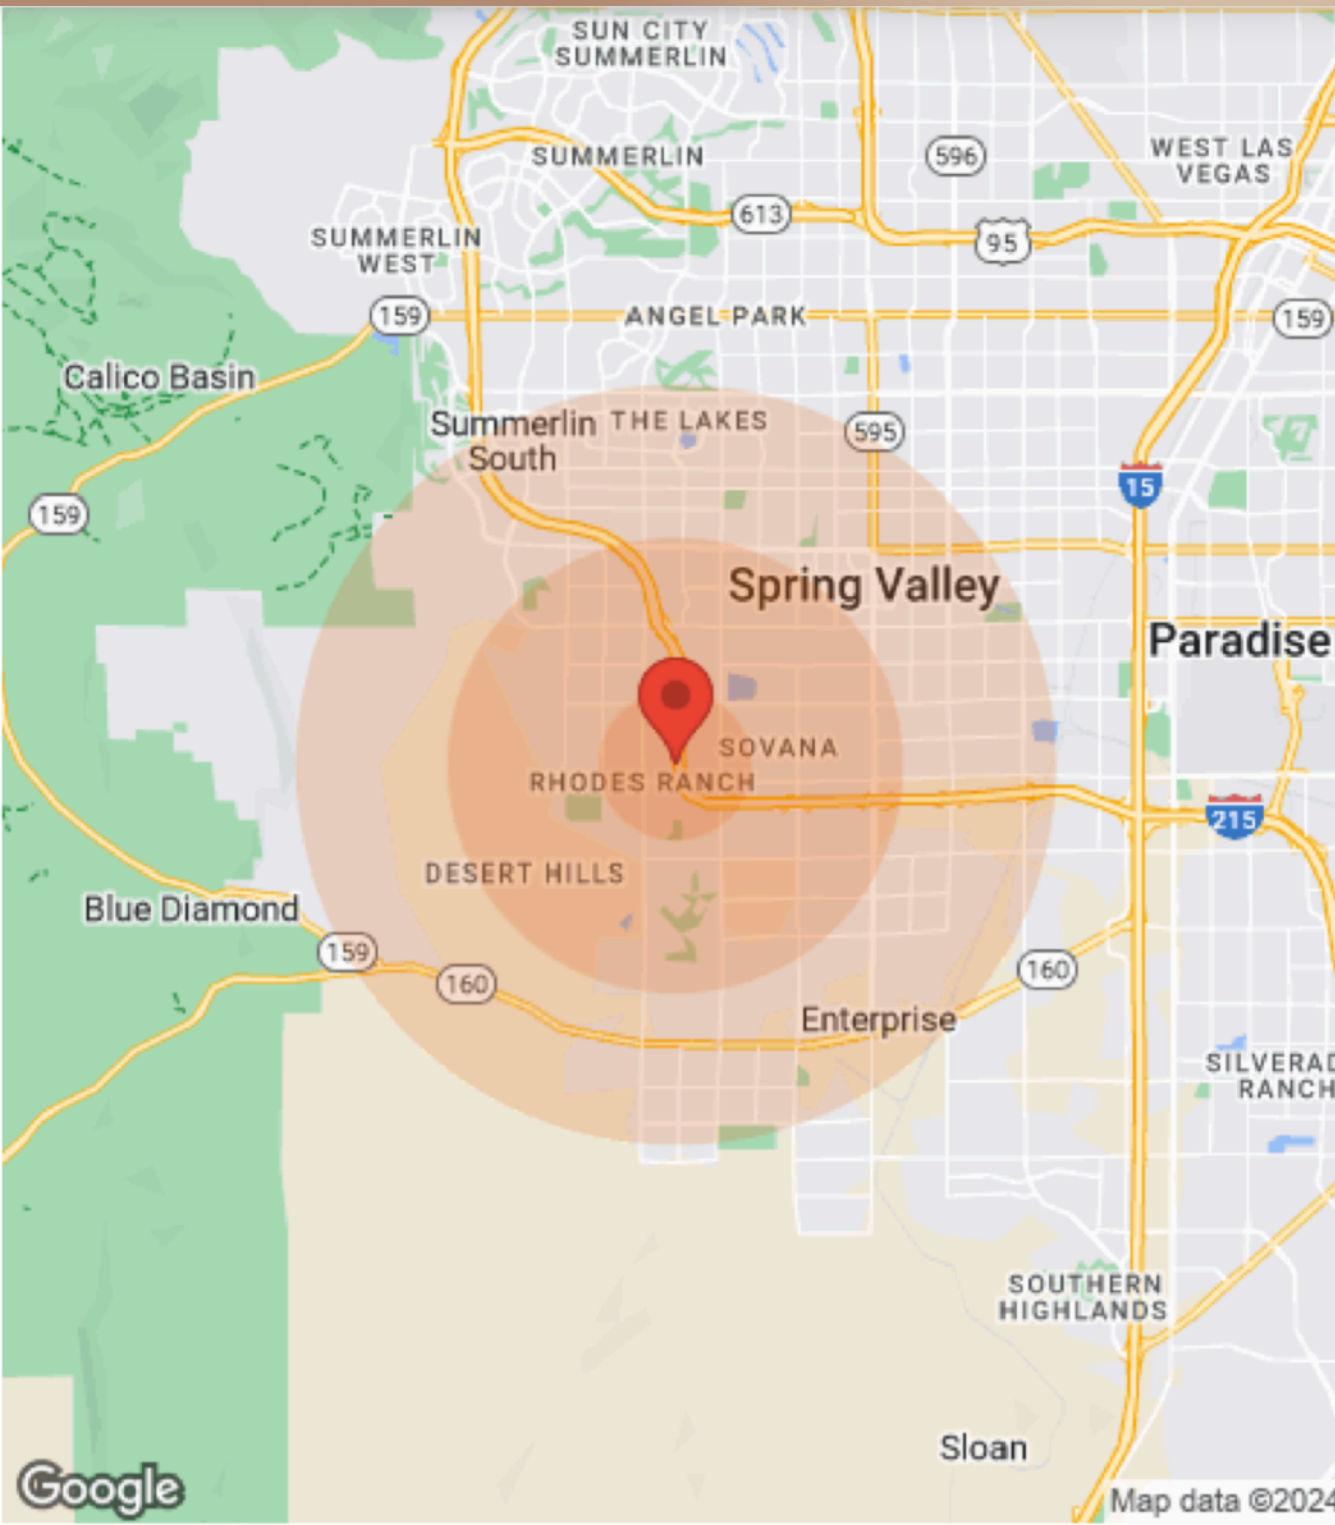 SUN CITY
SUMMERLIN
SUMMERLIN
596
WEST LAS
VEGAS
613
95
SUMMERLIN
WEST
159
ANGEL PARK
159
Calico Basin
Summerlin
South
THE LAKES
595
15
159
Spring Valley
Paradise
SOVANA
RHODES RANCH
215
DESERT HILLS
Blue Diamond
159
160
160
Enterprise
SILVERAD
RANCH
SOUTHERN
HIGHLANDS
Sloan
Google
Map data ©2024